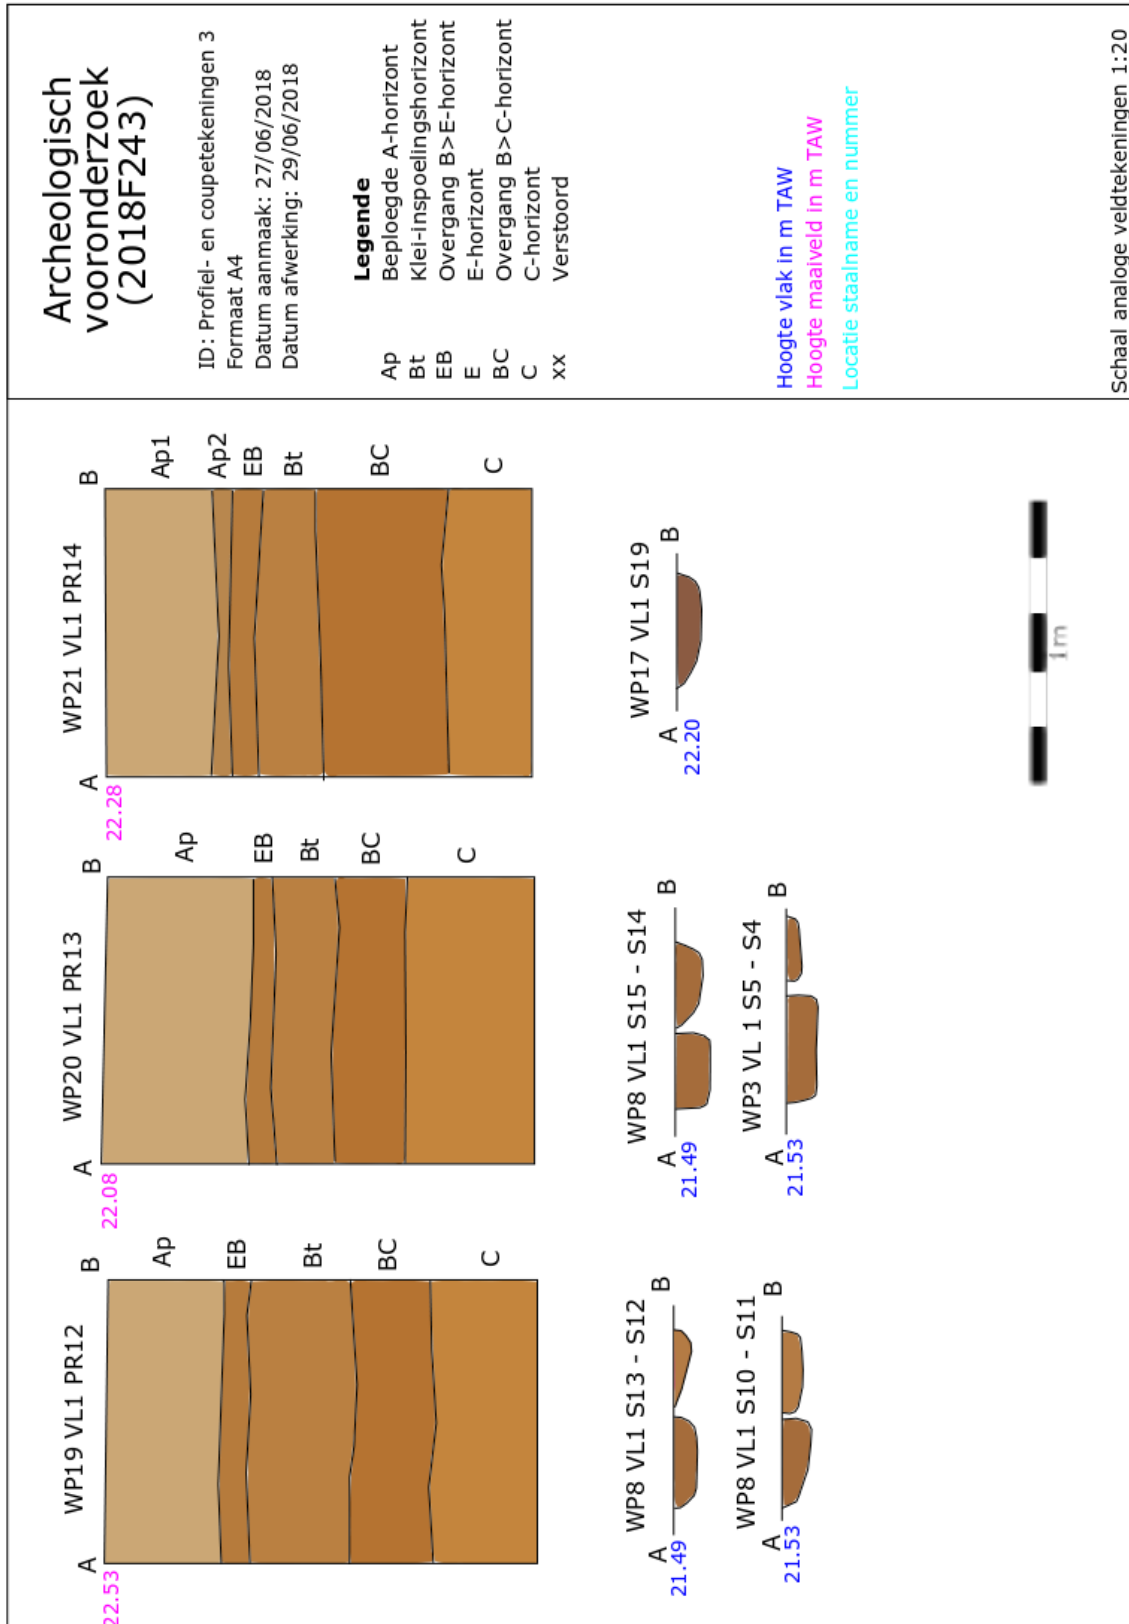 Archeologisch
vooronderzoek
(2018F243)
ID: Profiel- en coupetekeningen 3
Formaat A4
Datum aanmaak: 27/06/2018
Datum afwerking: 29/06/2018
Legende
Ap Beploegde A-horizont
Bt Klei-inspoelingshorizont
EB Overgang B>E-horizont
E E-horizont
BC Overgang B>C-horizont
C C-horizont
xx Verstoord
Hoogte vlak in m TAW
Hoogte maaiveld in m TAW
Locatie staalname en nummer
Schaal analoge veldtekeningen 1:20
WP19 VL1 PR12
A B
22.53
Ap
EB
Bt
BC
C
WP20 VL1 PR13
A B
22.08
Ap
EB
Bt
BC
C
WP21 VL1 PR14
A B
22.28
Ap1
Ap2
EB
Bt
BC
C
WP8 VL1 S13 - S12
A B
21.49
WP8 VL1 S15 - S14
A B
21.49
WP17 VL1 S19
A B
22.20
WP8 VL1 S10 - S11
A B
21.53
WP3 VL 1 S5 - S4
A B
21.53
1m